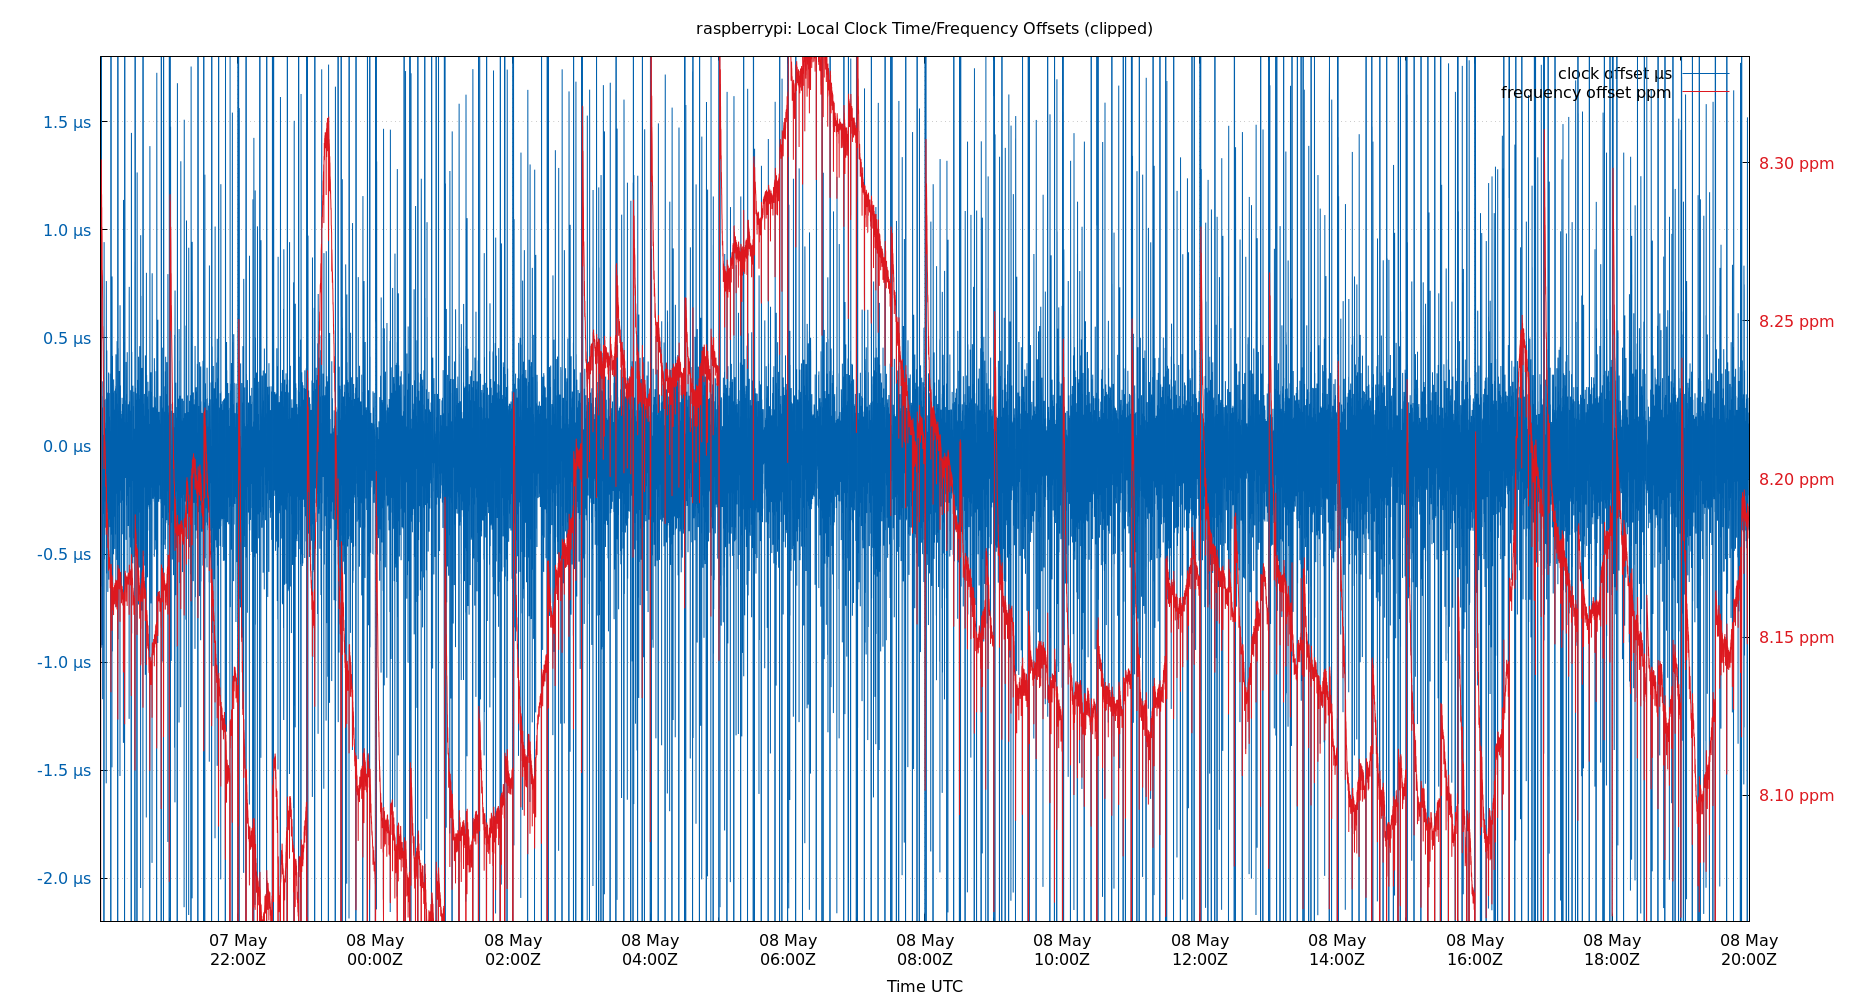 raspberrypi: Local Clock Time/Frequency Offsets (clipped)
clock offset µs
frequency offset ppm
1.5 µs
1.0 µs
0.5 µs
0.0 µs
-0.5 µs
-1.0 µs
-1.5 µs
-2.0 µs
8.30 ppm
8.25 ppm
8.20 ppm
8.15 ppm
8.10 ppm
07 May 08 May 08 May 08 May 08 May 08 May 08 May 08 May 08 May 08 May 08 May 08 May
22:00Z 00:00Z 02:00Z 04:00Z 06:00Z 08:00Z 10:00Z 12:00Z 14:00Z 16:00Z 18:00Z 20:00Z
Time UTC